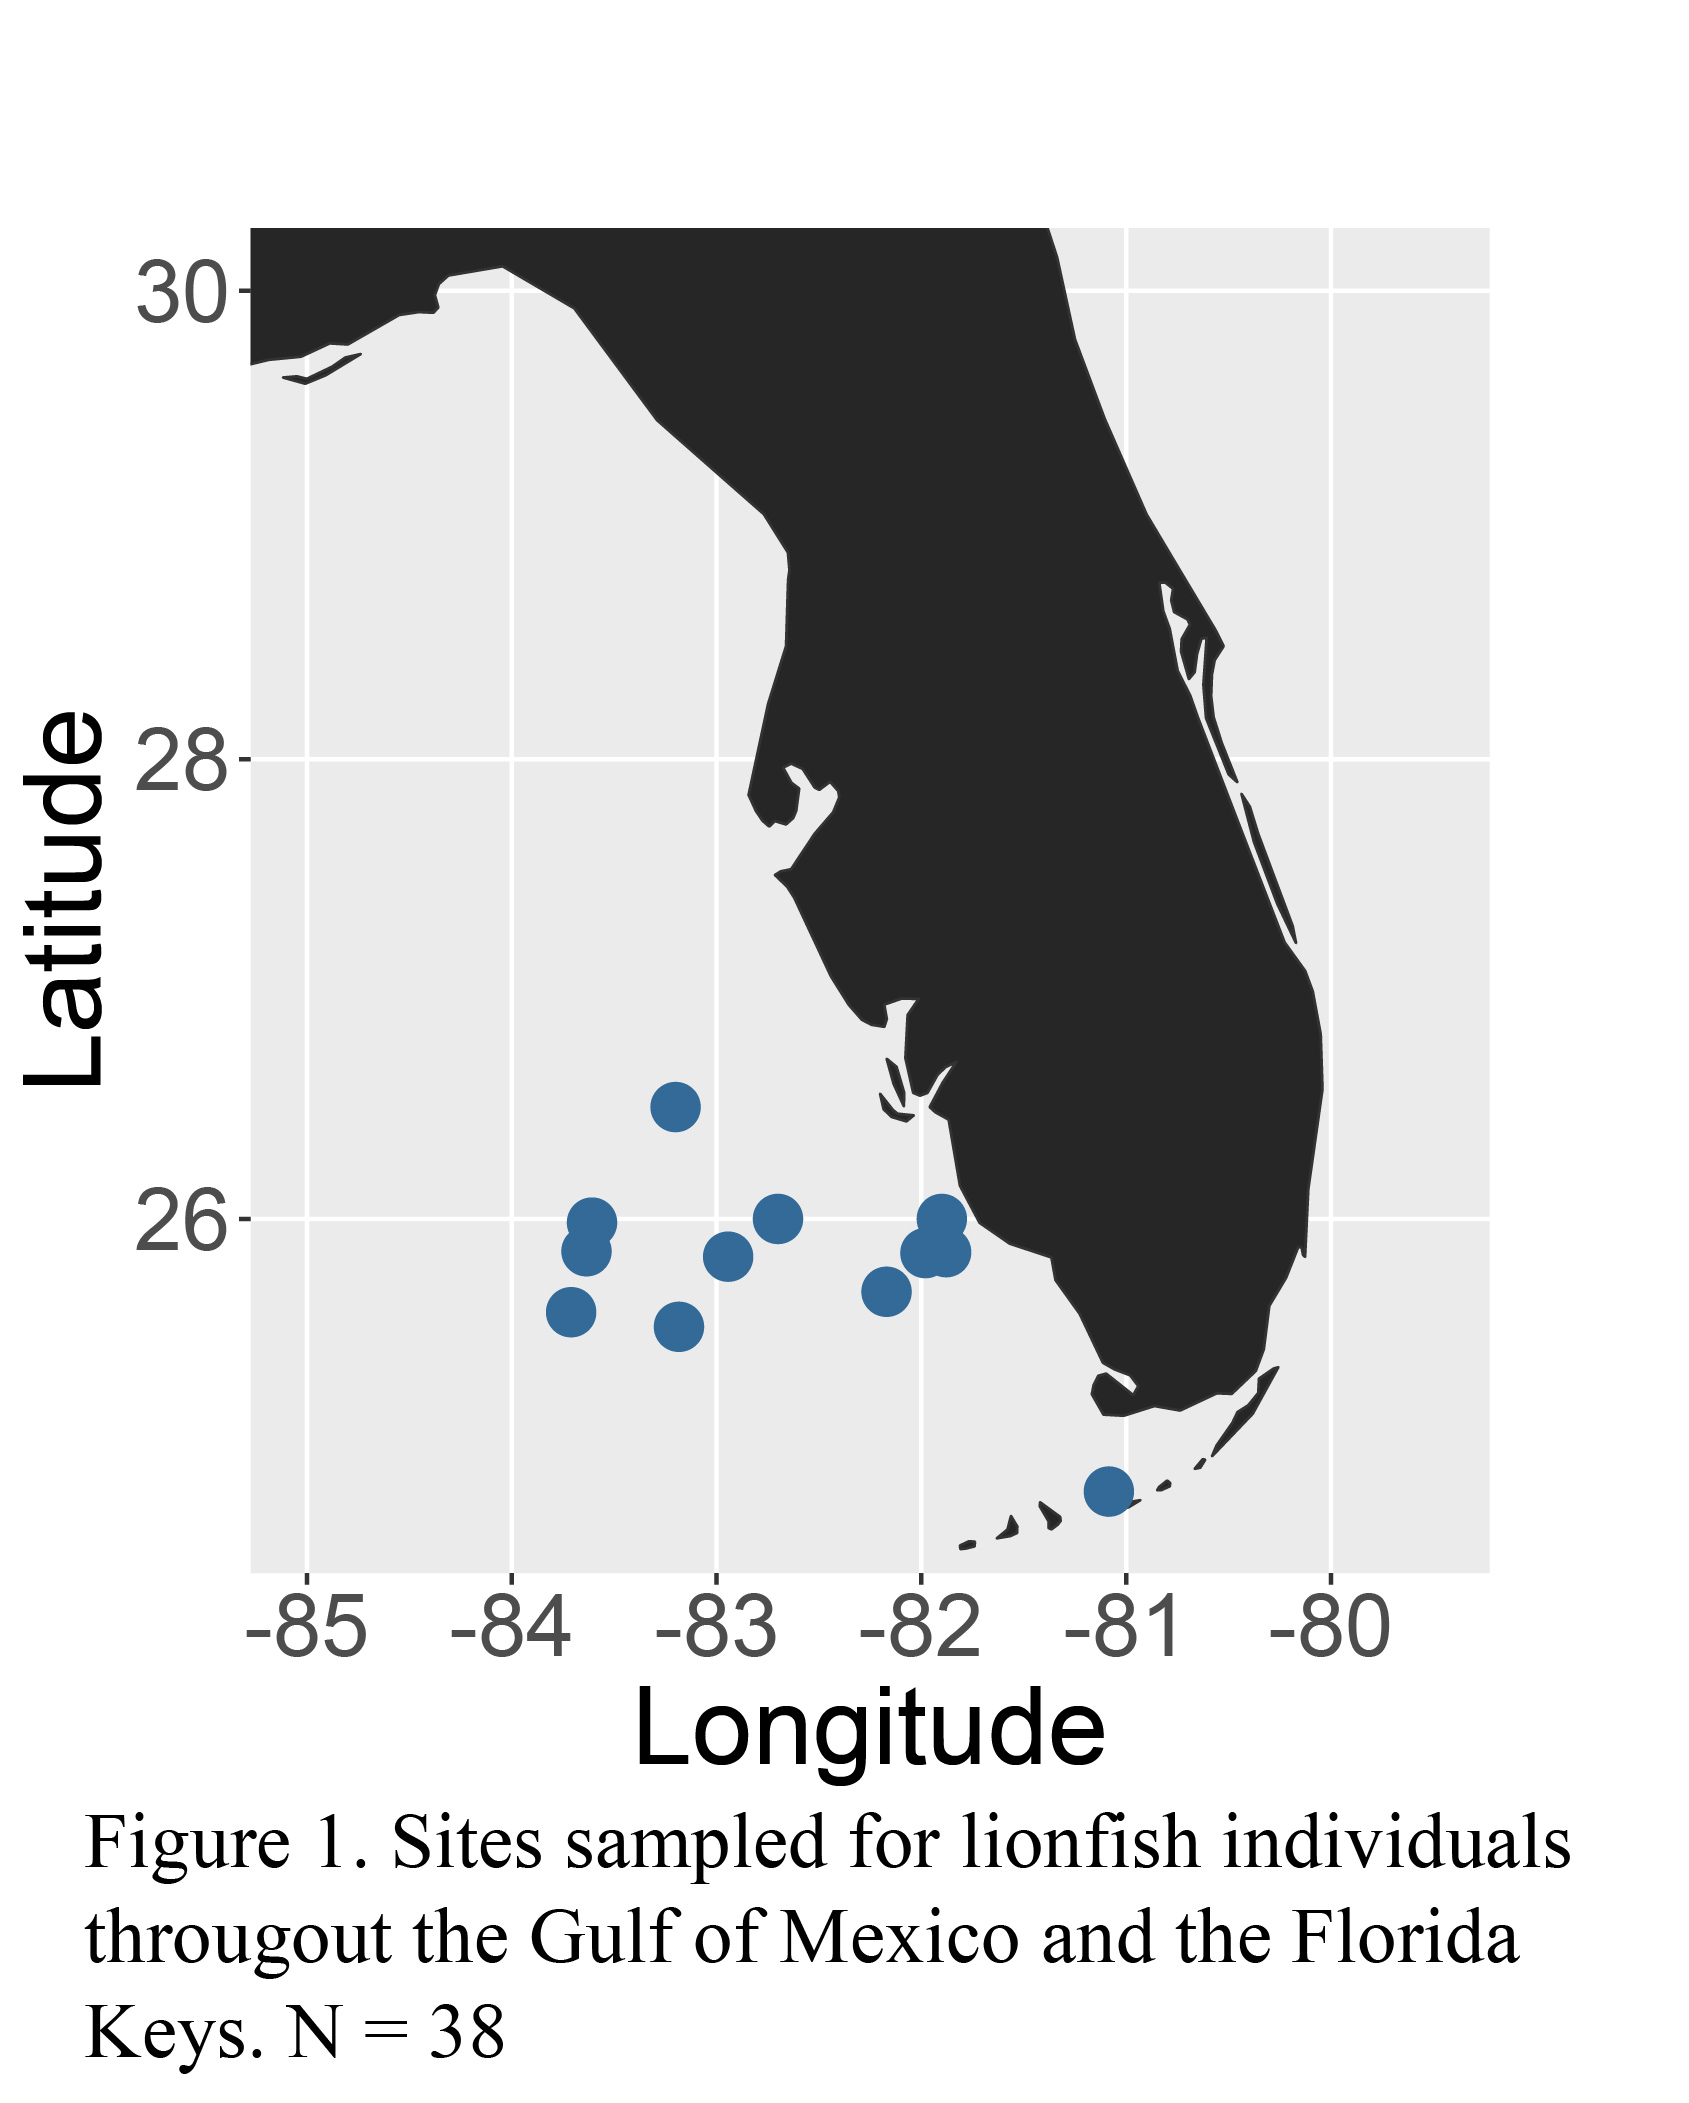 30
28
26
Latitude
-85 -84 -83 -82 -81 -80
Longitude
Figure 1. Sites sampled for lionfish individuals
througout the Gulf of Mexico and the Florida
Keys. N = 38